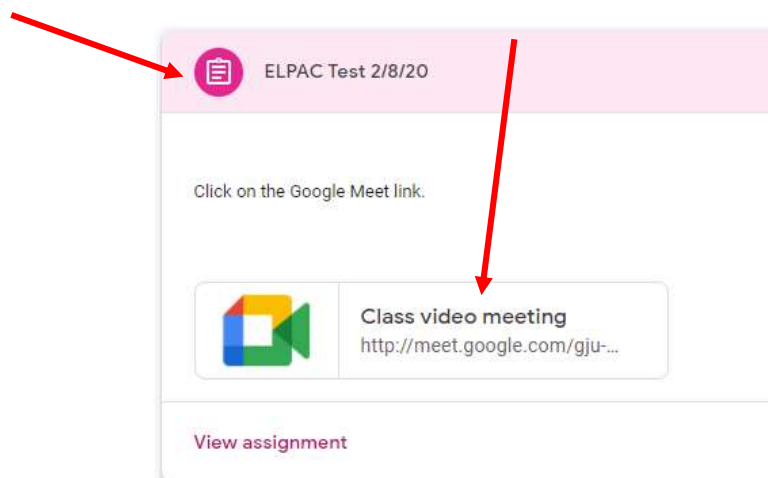 ELPAC Test 2/8/20
Click on the Google Meet link.
Class video meeting
http://meet.google.com/gju-...
View assignment